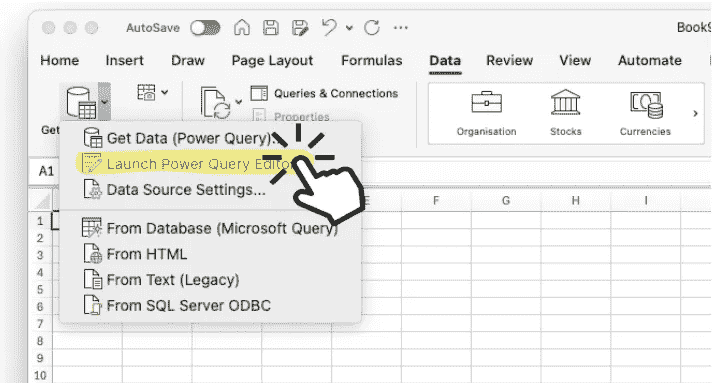 AutoSave
Book9
Home Insert Draw Page Layout Formulas Data Review View Automate
Queries & Connections
Properties
Organisation Stocks Currencies
Get Data (Power Query)...
Launch Power Query Editor
Data Source Settings...
From Database (Microsoft Query)
From HTML
From Text (Legacy)
From SQL Server ODBC
A1
E F G H I
1
2
3
4
5
6
7
8
9
10